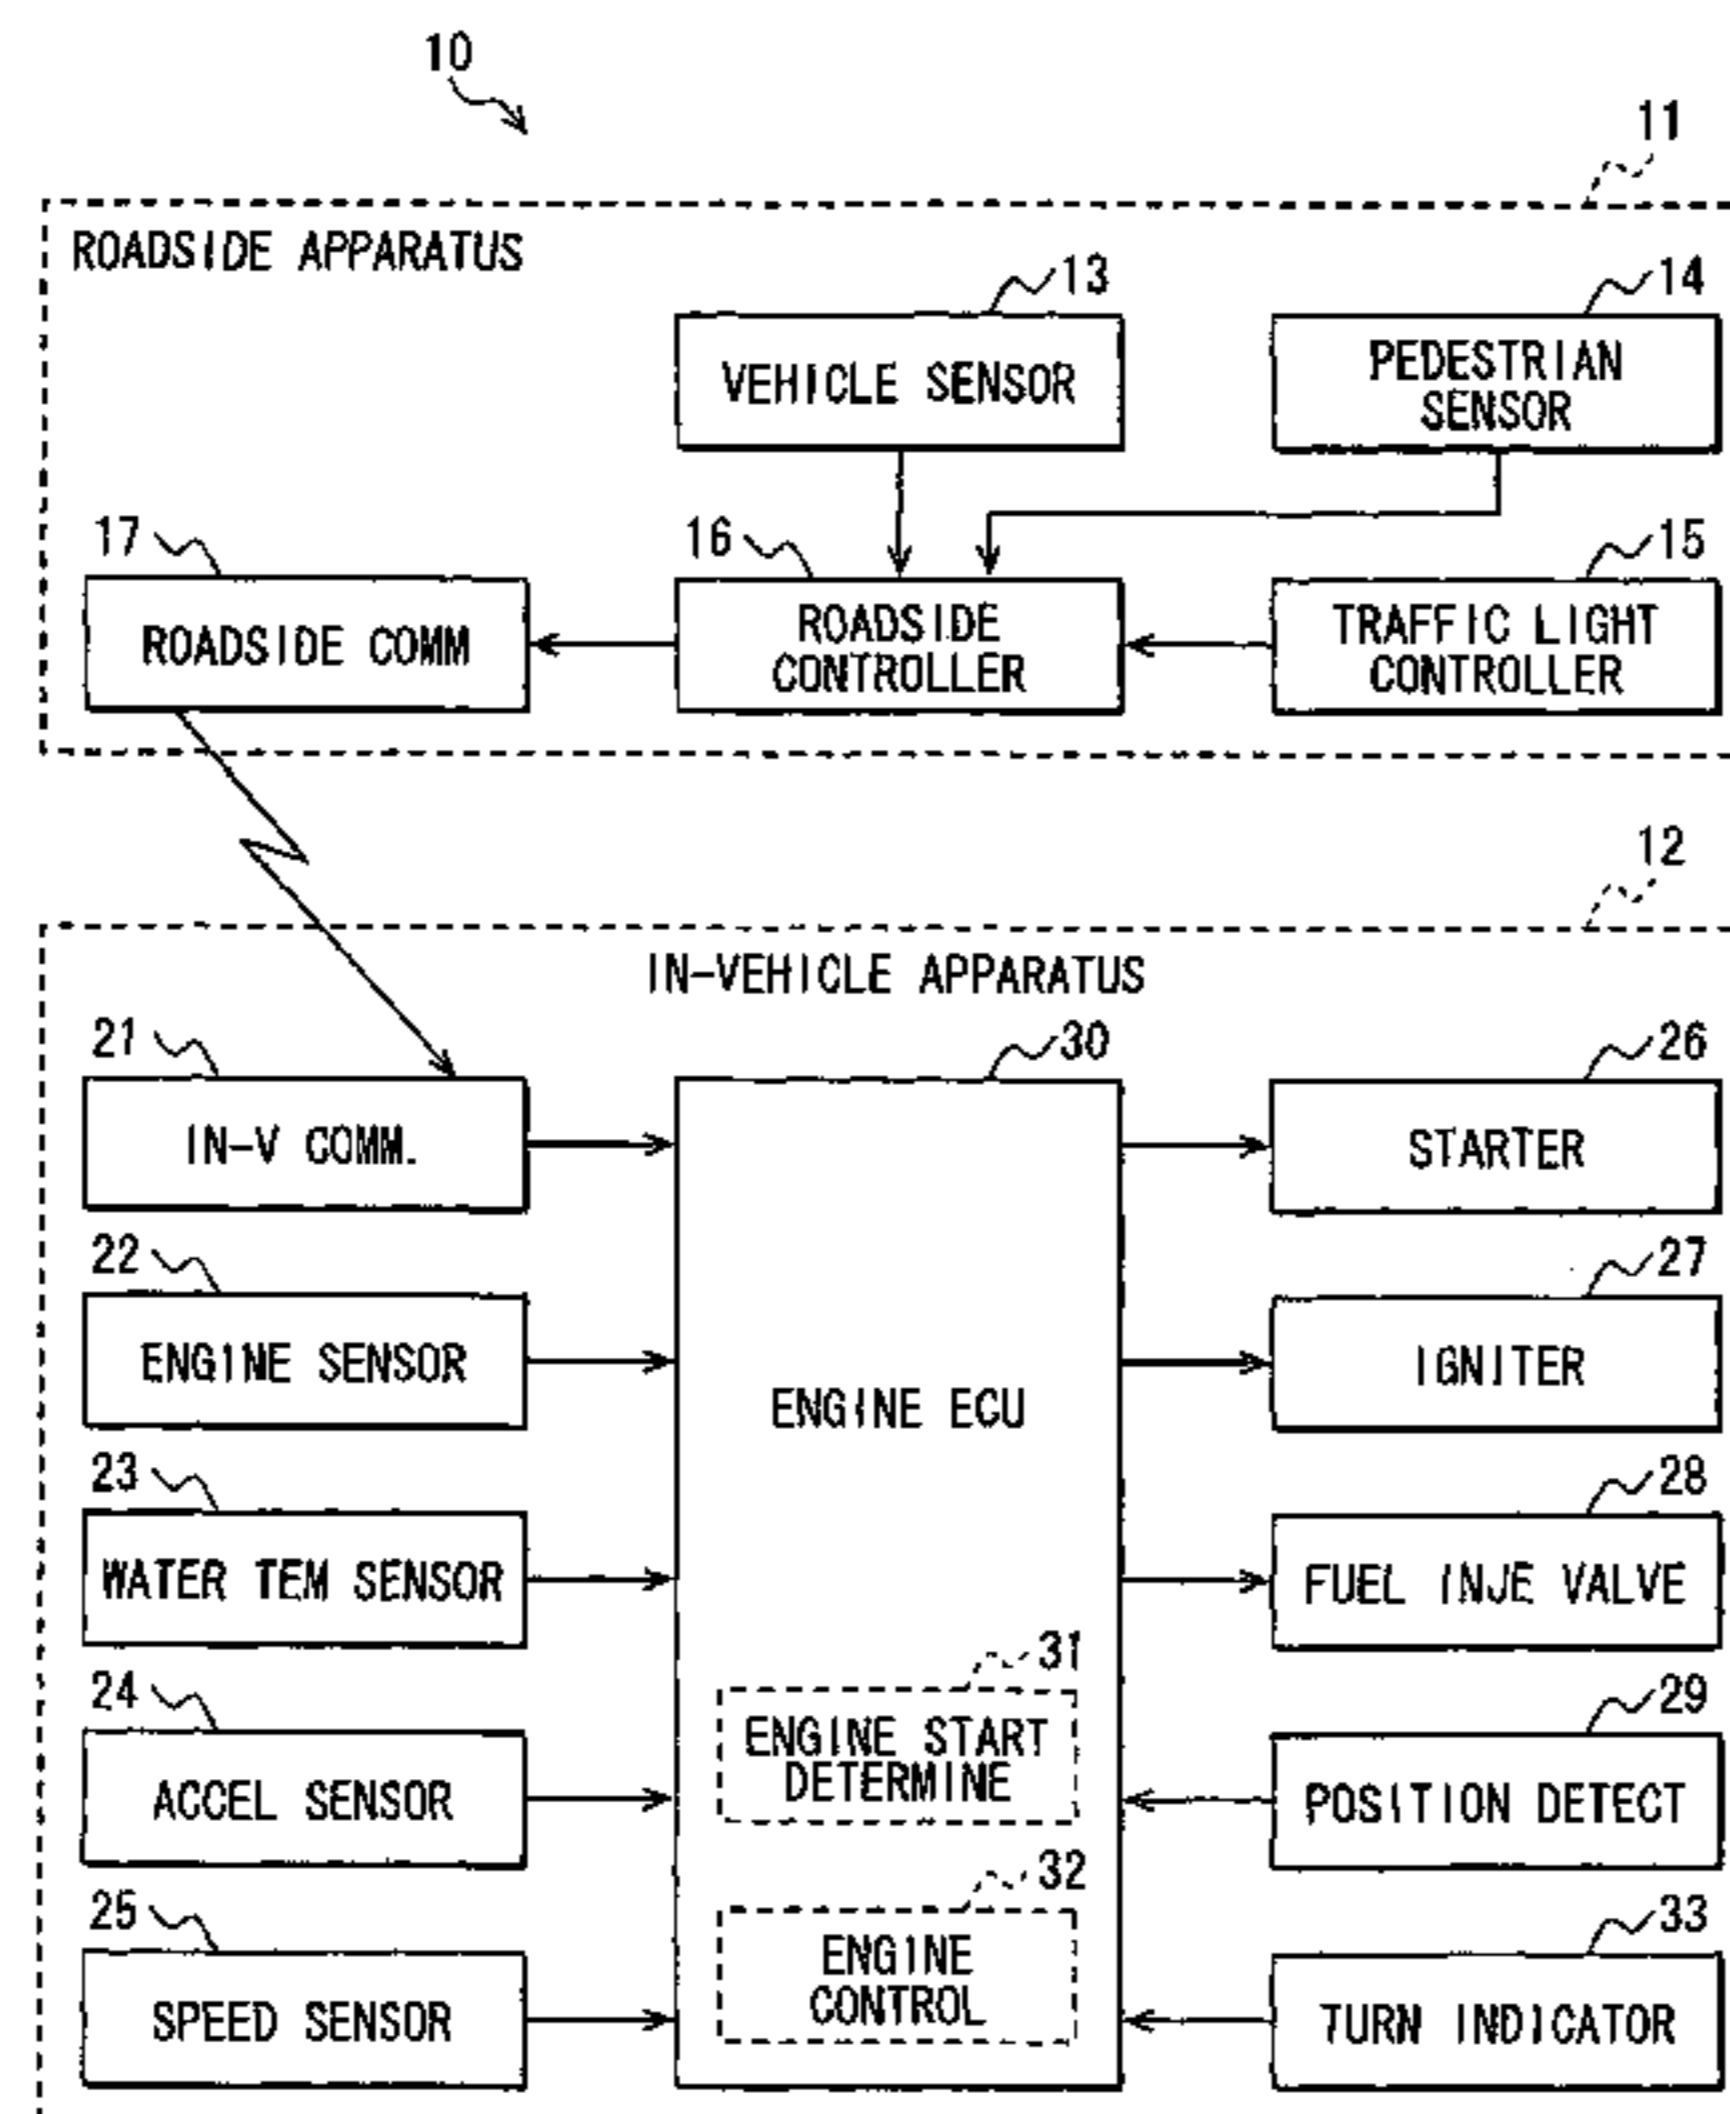 10
11
ROADSIDE APPARATUS
13
14
VEHICLE SENSOR
PEDESTRIAN
SENSOR
17
16
15
ROADSIDE COMM
ROADSIDE
CONTROLLER
TRAFFIC LIGHT
CONTROLLER
12
IN-VEHICLE APPARATUS
21
30
26
IN-V COMM.
STARTER
22
27
ENGINE SENSOR
IGNITER
ENGINE ECU
23
28
WATER TEM SENSOR
FUEL INJE VALVE
31
24
29
ENGINE START
DETERMINE
ACCEL SENSOR
POSITION DETECT
32
25
33
ENGINE
CONTROL
SPEED SENSOR
TURN INDICATOR